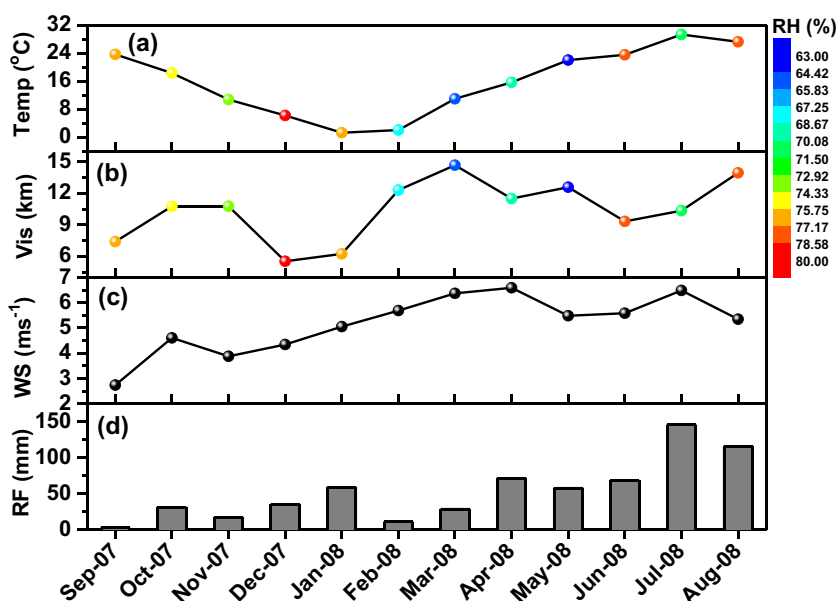 (a)
Temp (°C)
32
24
16
8
0
(b)
Vis (km)
15
12
9
6
(c)
WS (ms-1)
7
6
5
4
3
2
(d)
RF (mm)
150
100
50
0
Sep-07
Oct-07
Nov-07
Dec-07
Jan-08
Feb-08
Mar-08
Apr-08
May-08
Jun-08
Jul-08
Aug-08
RH (%)
63.00
64.42
65.83
67.25
68.67
70.08
71.50
72.92
74.33
75.75
77.17
78.58
80.00